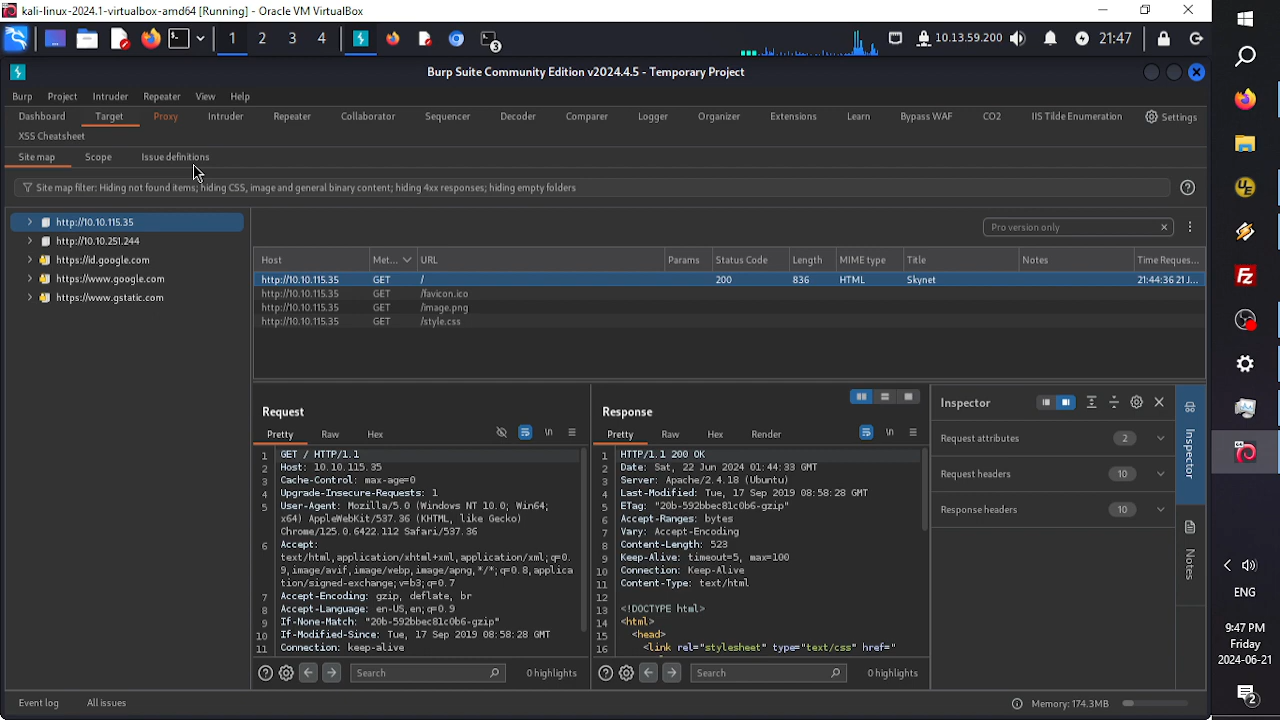 kali-linux-2024.1-virtualbox-amd64 [Running] - Oracle VM VirtualBox
1 2 3 4 3 10.13.59.200 21:47
Burp Suite Community Edition v2024.4.5 - Temporary Project
Burp Project Intruder Repeater View Help
Dashboard Target Proxy Intruder Repeater Collaborator Sequencer Decoder Comparer Logger Organizer Extensions Learn Bypass WAF CO2 IIS Tilde Enumeration Settings
XSS Cheatsheet
Site map Scope Issue definitions
Site map filter: Hiding not found items; hiding CSS, image and general binary content; hiding 4xx responses; hiding empty folders
http://10.10.115.35
http://10.10.251.244
https://id.google.com
https://www.google.com
https://www.gstatic.com
Pro version only
Host Met... URL Params Status Code Length MIME type Title Notes Time Reques...
http://10.10.115.35 GET / 200 836 HTML Skynet 21:44:36 21 J...
http://10.10.115.35 GET /favicon.ico
http://10.10.115.35 GET /image.png
http://10.10.115.35 GET /style.css
Request
Pretty Raw Hex \n
1 GET / HTTP/1.1
2 Host: 10.10.115.35
3 Cache-Control: max-age=0
4 Upgrade-Insecure-Requests: 1
5 User-Agent: Mozilla/5.0 (Windows NT 10.0; Win64;
x64) AppleWebKit/537.36 (KHTML, like Gecko)
Chrome/125.0.6422.112 Safari/537.36
6 Accept:
text/html,application/xhtml+xml,application/xml;q=0.
9,image/avif,image/webp,image/apng,*/*;q=0.8,applica
tion/signed-exchange;v=b3;q=0.7
7 Accept-Encoding: gzip, deflate, br
8 Accept-Language: en-US,en;q=0.9
9 If-None-Match: "20b-592bbec81c0b6-gzip"
10 If-Modified-Since: Tue, 17 Sep 2019 08:58:28 GMT
11 Connection: keep-alive
Search 0 highlights
Response
Pretty Raw Hex Render \n
1 HTTP/1.1 200 OK
2 Date: Sat, 22 Jun 2024 01:44:33 GMT
3 Server: Apache/2.4.18 (Ubuntu)
4 Last-Modified: Tue, 17 Sep 2019 08:58:28 GMT
5 ETag: "20b-592bbec81c0b6-gzip"
6 Accept-Ranges: bytes
7 Vary: Accept-Encoding
8 Content-Length: 523
9 Keep-Alive: timeout=5, max=100
10 Connection: Keep-Alive
11 Content-Type: text/html
12
13 <!DOCTYPE html>
14 <html>
15 <head>
16 <link rel="stylesheet" type="text/css" href="
Search 0 highlights
Inspector
Request attributes 2
Request headers 10
Response headers 10
Inspector
Notes
Event log All issues Memory: 174.3MB
ENG
9:47 PM
Friday
2024-06-21
2